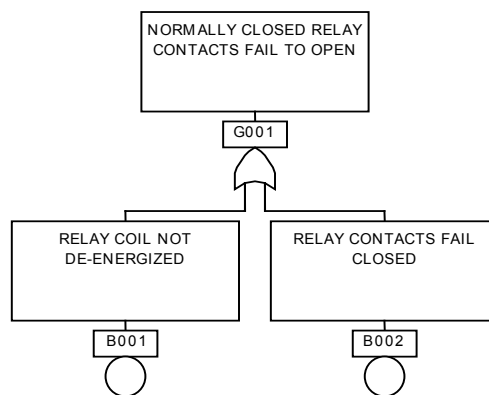 NORMALLY CLOSED RELAY
CONTACTS FAIL TO OPEN
G001
RELAY COIL NOT
DE-ENERGIZED
RELAY CONTACTS FAIL
CLOSED
B001
B002